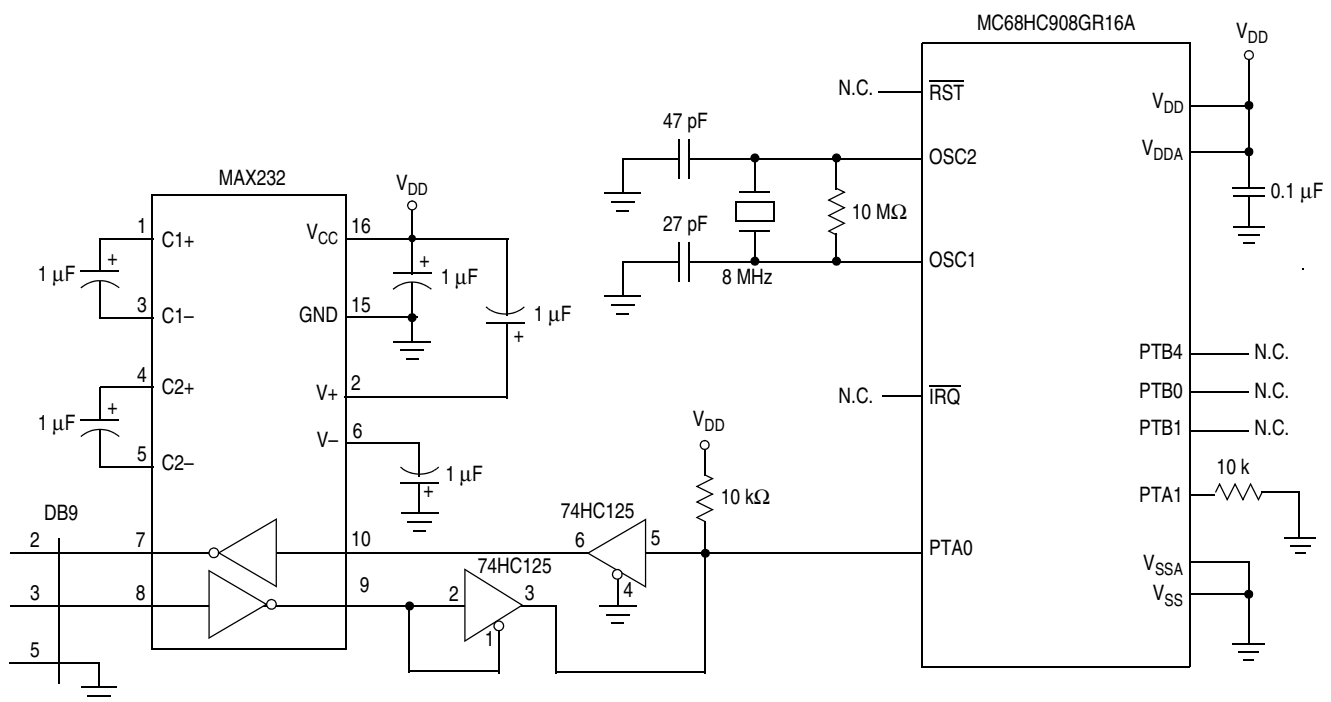 MC68HC908GR16A
VDD
N.C.
RST
VDD
47 pF
OSC2
VDDA
MAX232
VDD
10 MΩ
0.1 µF
1
C1+
VCC
16
27 pF
OSC1
1 µF
+
+
1 µF
8 MHz
3
C1–
GND
15
1 µF
+
PTB4
N.C.
4
C2+
V+
2
N.C.
IRQ
PTB0
N.C.
1 µF
+
VDD
PTB1
N.C.
V–
6
5
C2–
1 µF
+
10 kΩ
PTA1
10 k
DB9
74HC125
2
7
10
6
5
PTA0
74HC125
4
VSSA
3
8
9
2
3
VSS
1
5